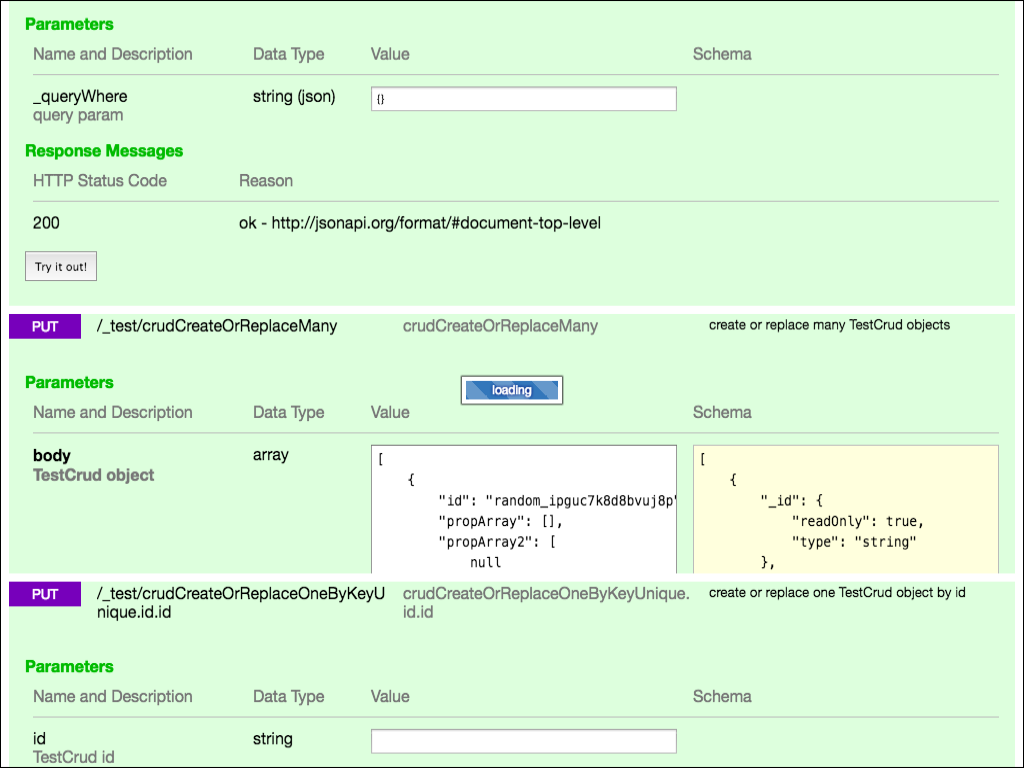 Parameters
Name and Description Data Type Value Schema
_queryWhere string (json) {}
query param
Response Messages
HTTP Status Code Reason
200 ok - http://jsonapi.org/format/#document-top-level
Try it out!
PUT /_test/crudCreateOrReplaceMany crudCreateOrReplaceMany create or replace many TestCrud objects
loading
Parameters
Name and Description Data Type Value Schema
body array [ [
TestCrud object { {
"id": "random_ipguc7k8d8bvuj8p" "_id": {
"propArray": [], "readOnly": true,
"propArray2": [ "type": "string"
null },
PUT /_test/crudCreateOrReplaceOneByKeyU crudCreateOrReplaceOneByKeyUnique. create or replace one TestCrud object by id
nique.id.id id.id
Parameters
Name and Description Data Type Value Schema
id string
TestCrud id